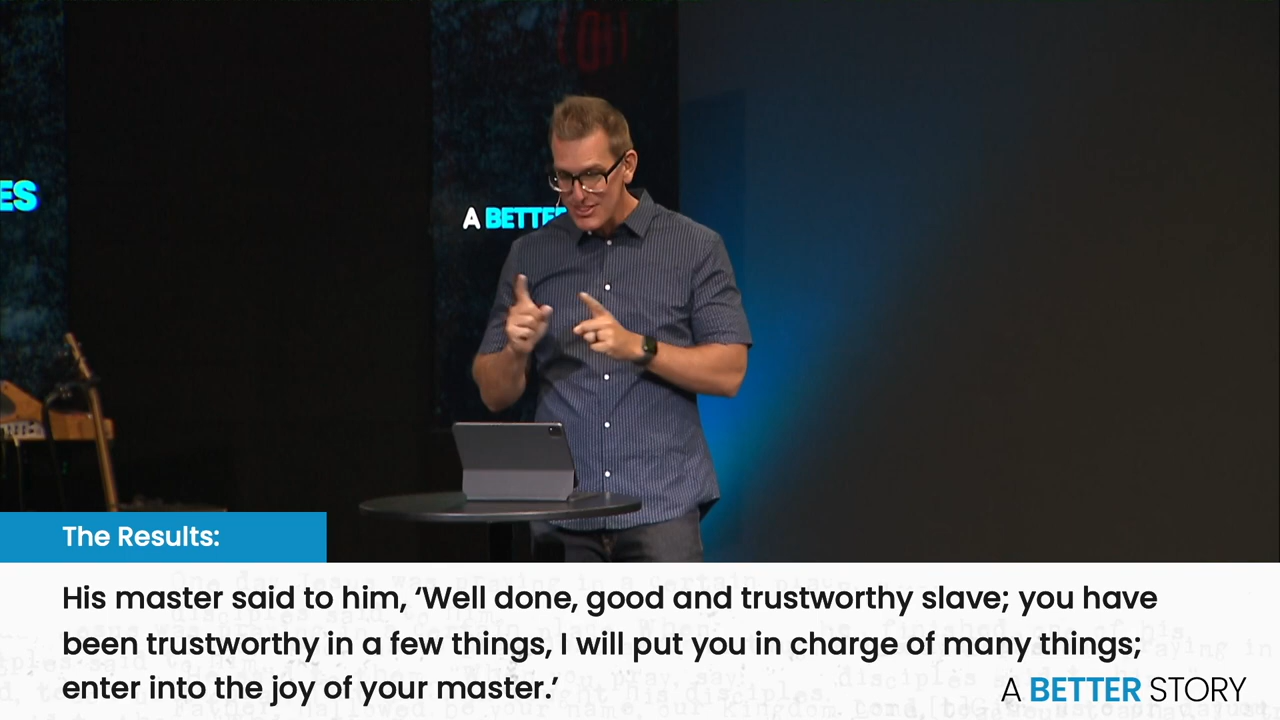 ES
A BETTE
The Results:
His master said to him, ‘Well done, good and trustworthy slave; you have
been trustworthy in a few things, I will put you in charge of many things;
enter into the joy of your master.’
A BETTER STORY